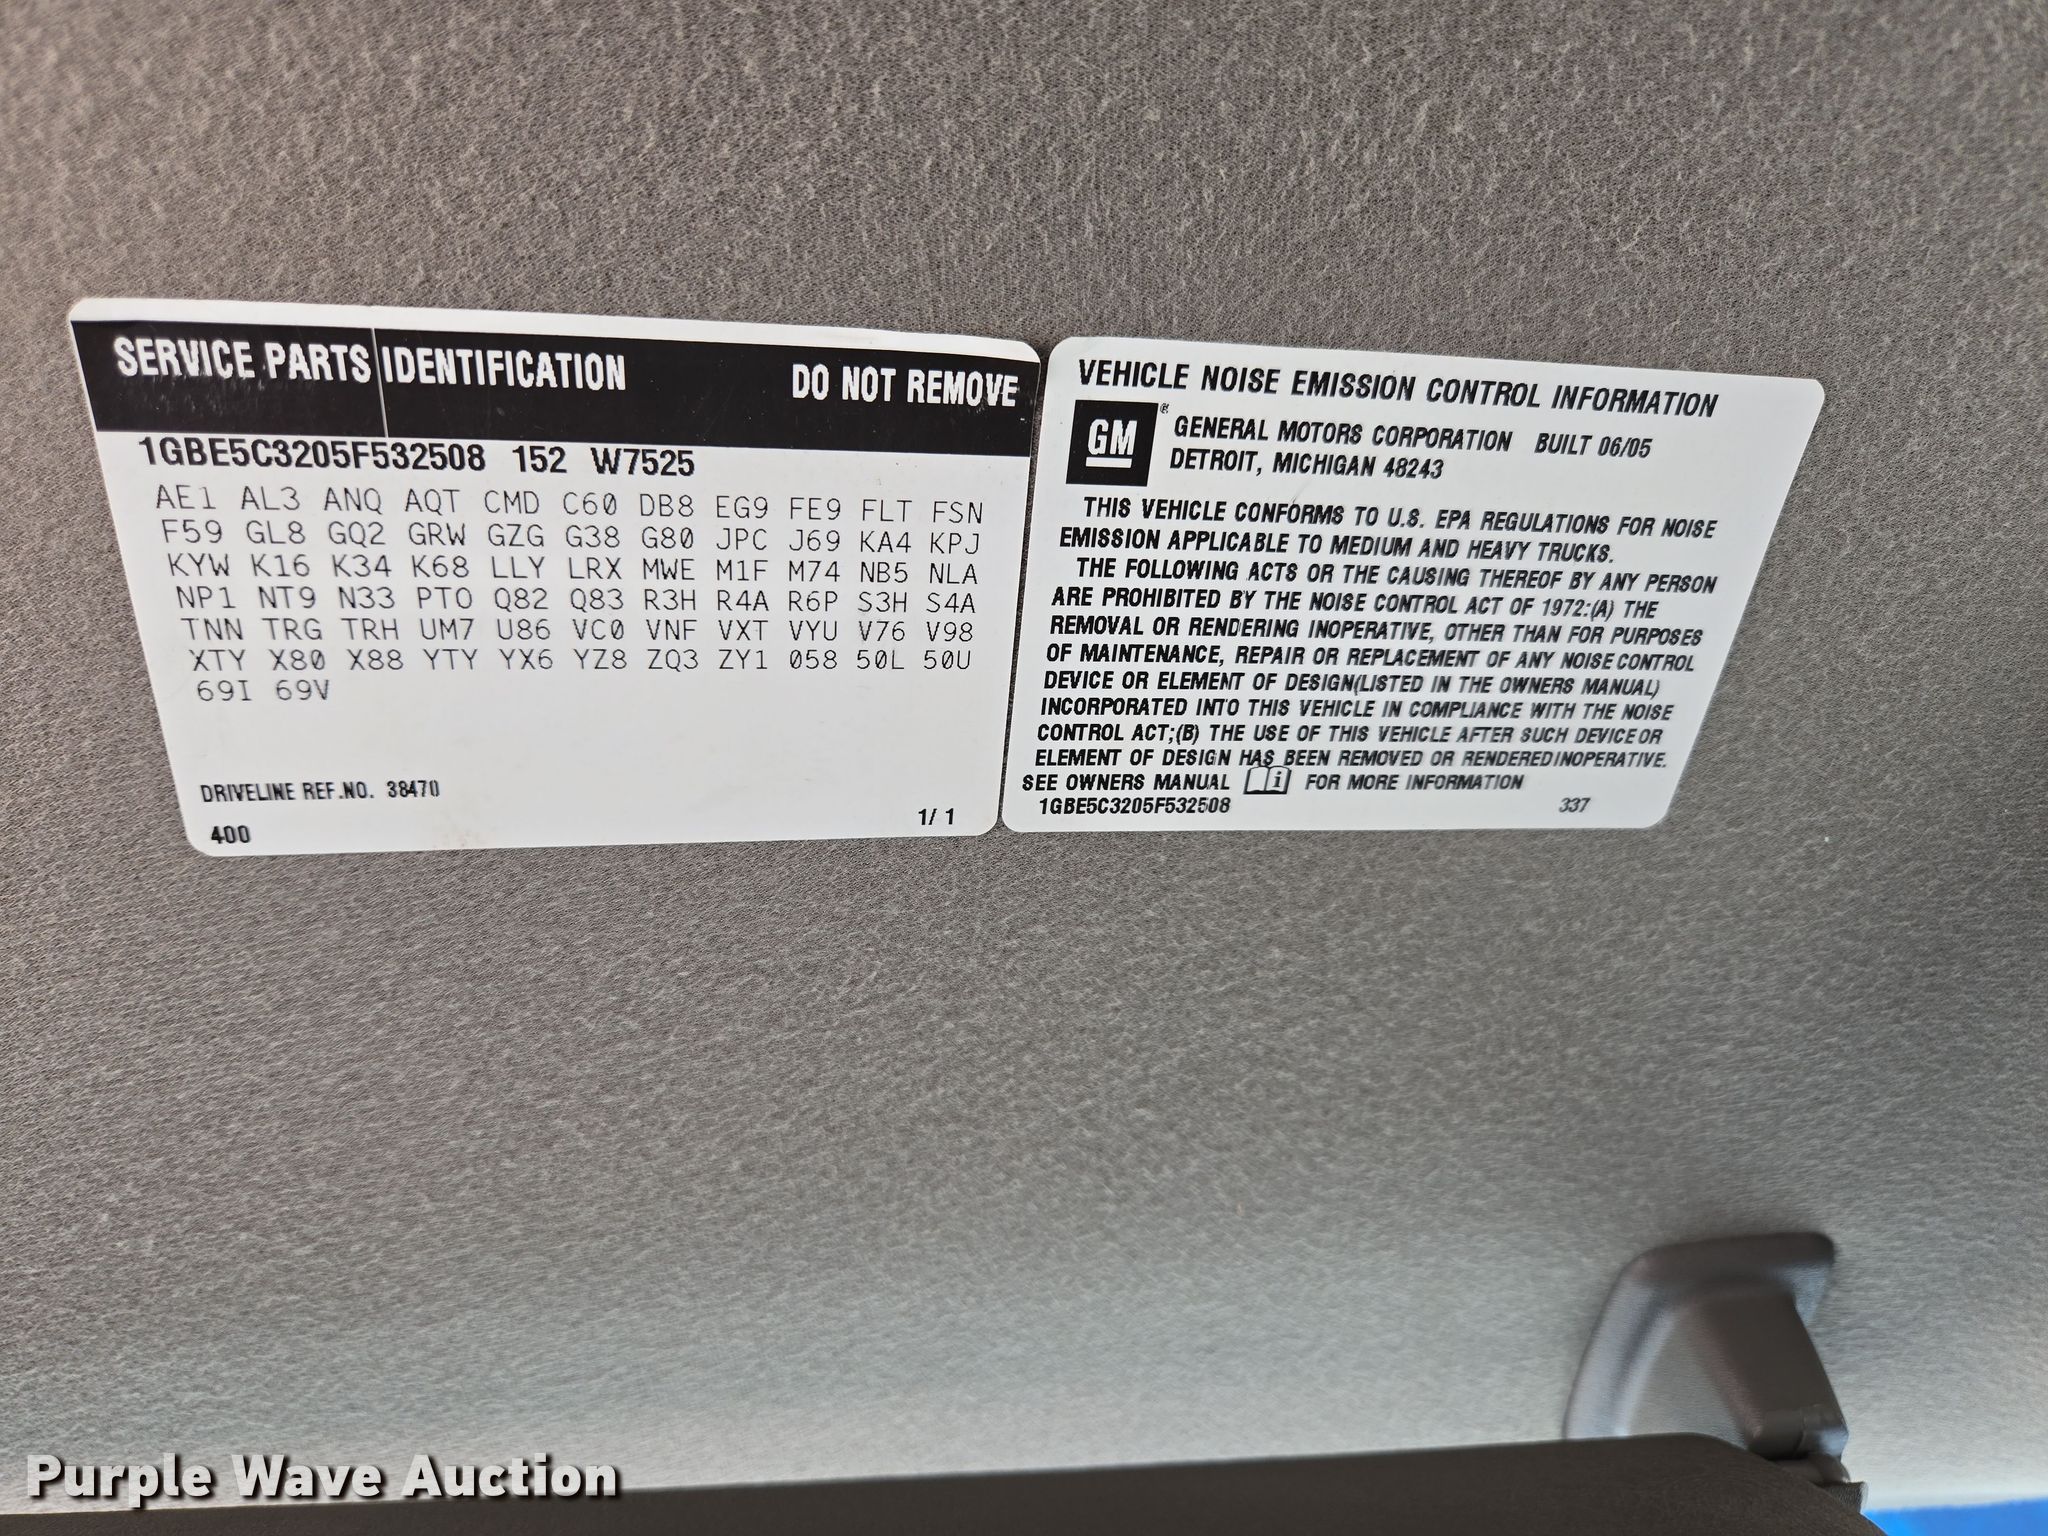 SERVICE PARTS IDENTIFICATION DO NOT REMOVE
1GBE5C3205F532508 152 W7525
AE1 AL3 ANQ AQT CMD C60 DB8 EG9 FE9 FLT FSN
F59 GL8 GQ2 GRW GZG G38 G80 JPC J69 KA4 KPJ
KYW K16 K34 K68 LLY LRX MWE M1F M74 NB5 NLA
NP1 NT9 N33 PTO Q82 Q83 R3H R4A R6P S3H S4A
TNN TRG TRH UM7 U86 VC0 VNF VXT VYU V76 V98
XTY X80 X88 YTY YX6 YZ8 ZQ3 ZY1 058 50L 50U
69I 69V
DRIVELINE REF.NO. 38470
400 1/ 1
VEHICLE NOISE EMISSION CONTROL INFORMATION
GM®
GENERAL MOTORS CORPORATION BUILT 06/05
DETROIT, MICHIGAN 48243
THIS VEHICLE CONFORMS TO U.S. EPA REGULATIONS FOR NOISE
EMISSION APPLICABLE TO MEDIUM AND HEAVY TRUCKS.
THE FOLLOWING ACTS OR THE CAUSING THEREOF BY ANY PERSON
ARE PROHIBITED BY THE NOISE CONTROL ACT OF 1972:(A) THE
REMOVAL OR RENDERING INOPERATIVE, OTHER THAN FOR PURPOSES
OF MAINTENANCE, REPAIR OR REPLACEMENT OF ANY NOISE CONTROL
DEVICE OR ELEMENT OF DESIGN(LISTED IN THE OWNERS MANUAL)
INCORPORATED INTO THIS VEHICLE IN COMPLIANCE WITH THE NOISE
CONTROL ACT;(B) THE USE OF THIS VEHICLE AFTER SUCH DEVICE OR
ELEMENT OF DESIGN HAS BEEN REMOVED OR RENDERED INOPERATIVE.
SEE OWNERS MANUAL i FOR MORE INFORMATION
1GBE5C3205F532508 337
Purple Wave Auction